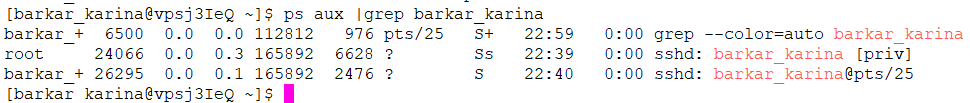 [barkar_karina@vpsj3IeQ ~]$ ps aux |grep barkar_karina
barkar_+  6500  0.0  0.0 112812   976 pts/25   S+   22:59   0:00 grep --color=auto barkar_karina
root     24066  0.0  0.3 165892  6628 ?        Ss   22:39   0:00 sshd: barkar_karina [priv]
barkar_+ 26295  0.0  0.1 165892  2476 ?        S    22:40   0:00 sshd: barkar_karina@pts/25
[barkar_karina@vpsj3IeQ ~]$